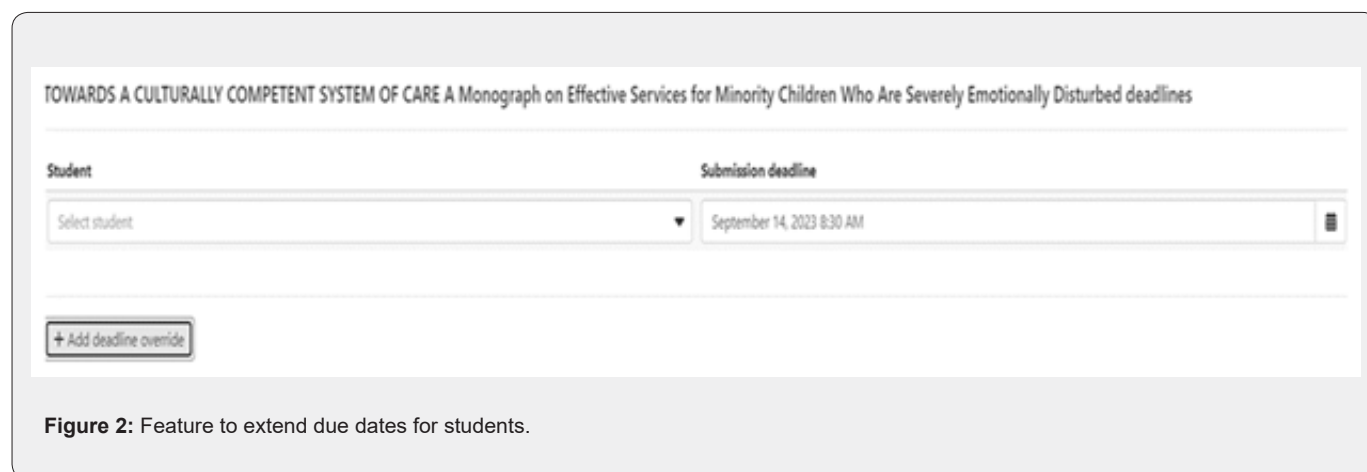 TOWARDS A CULTURALLY COMPETENT SYSTEM OF CARE A Monograph on Effective Services for Minority Children Who Are Severely Emotionally Disturbed deadlines
Student Submission deadline
Select student September 14, 2023 8:30 AM
+ Add deadline override
Figure 2: Feature to extend due dates for students.